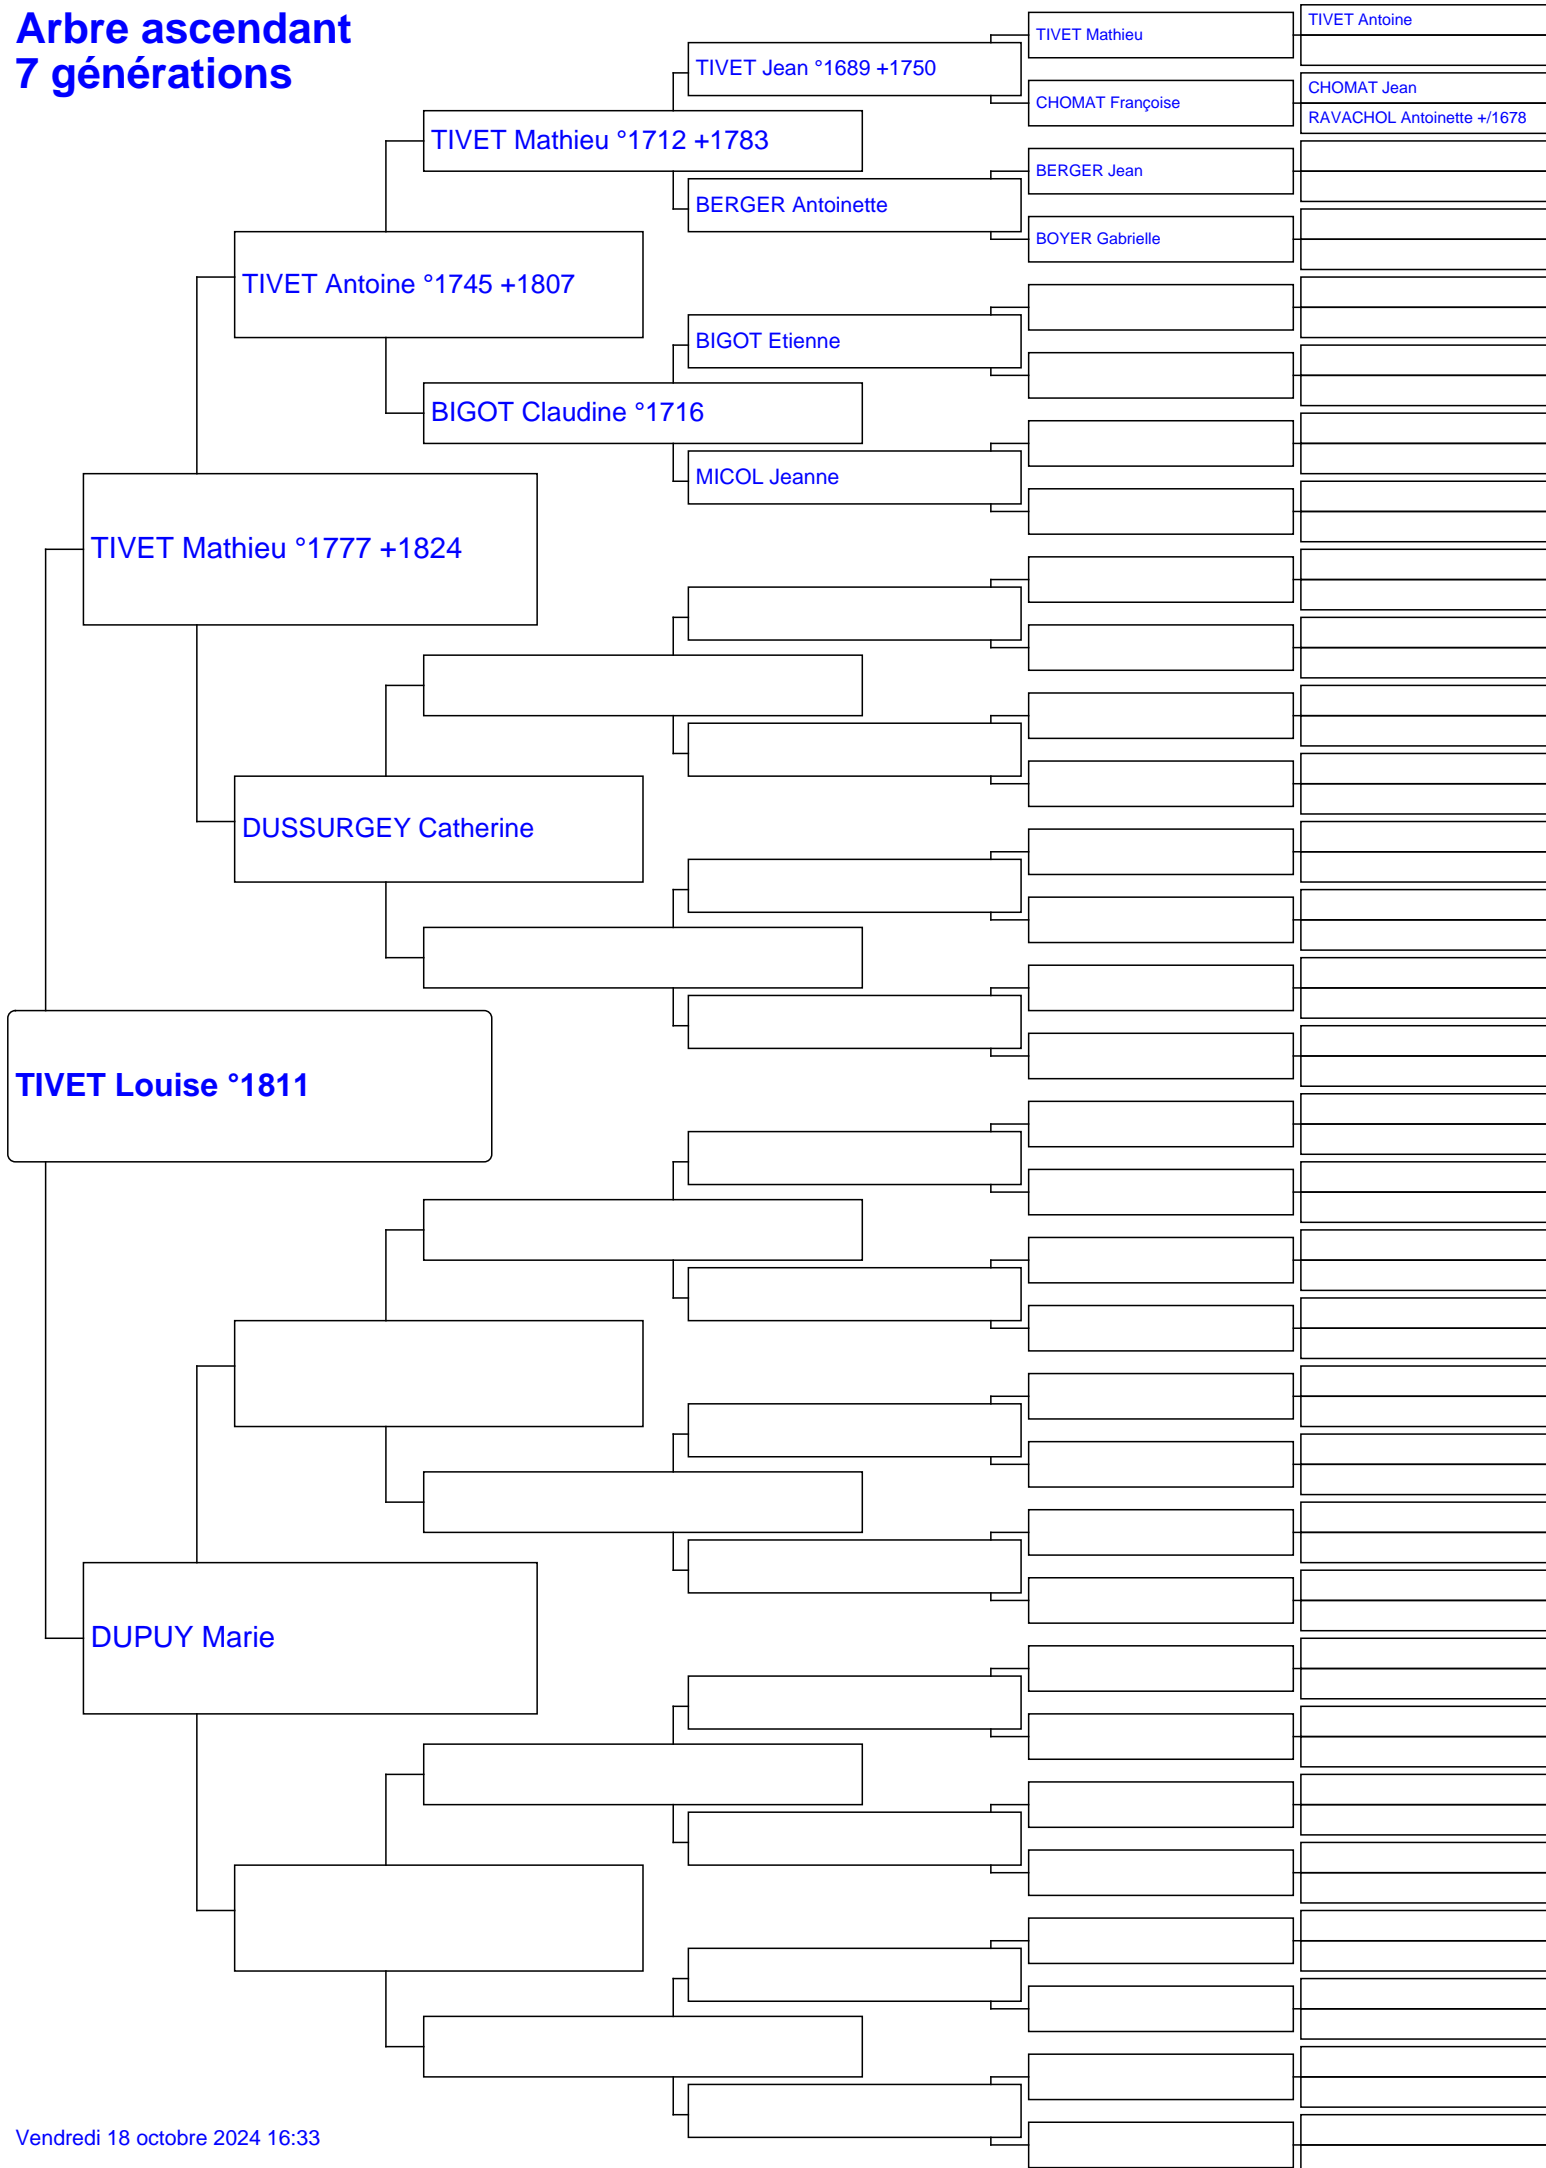 Arbre ascendant
7 générations
TIVET Louise °1811
TIVET Mathieu °1777 +1824
DUPUY Marie
TIVET Antoine °1745 +1807
DUSSURGEY Catherine
TIVET Mathieu °1712 +1783
BIGOT Claudine °1716
TIVET Jean °1689 +1750
BERGER Antoinette
BIGOT Etienne
MICOL Jeanne
TIVET Mathieu
CHOMAT Françoise
BERGER Jean
BOYER Gabrielle
TIVET Antoine
CHOMAT Jean
RAVACHOL Antoinette +/1678
Vendredi 18 octobre 2024 16:33